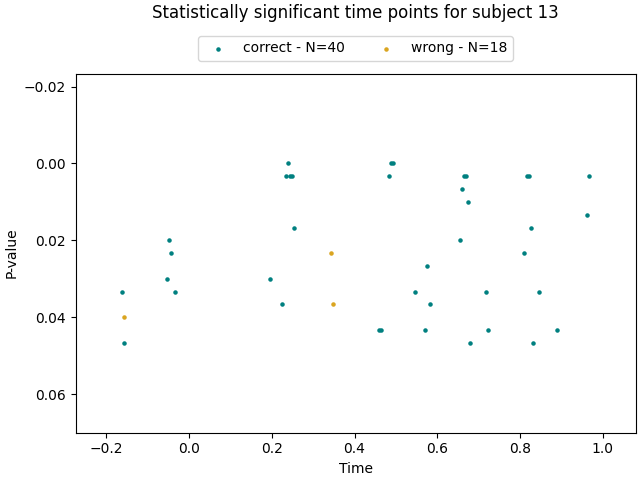 Statistically significant time points for subject 13
correct - N=40 wrong - N=18
−0.02
0.00
0.02
0.04
0.06
P-value
−0.2 0.0 0.2 0.4 0.6 0.8 1.0
Time